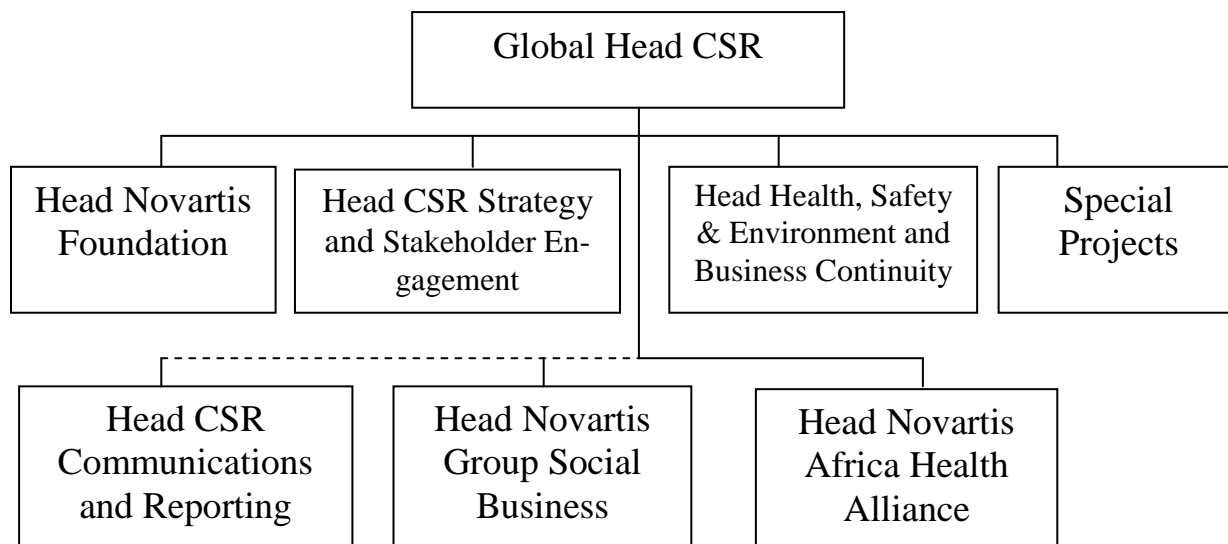 Global Head CSR
Head Novartis
Foundation
Head CSR Strategy
and Stakeholder En-
gagement
Head Health, Safety
& Environment and
Business Continuity
Special
Projects
Head CSR
Communications
and Reporting
Head Novartis
Group Social
Business
Head Novartis
Africa Health
Alliance